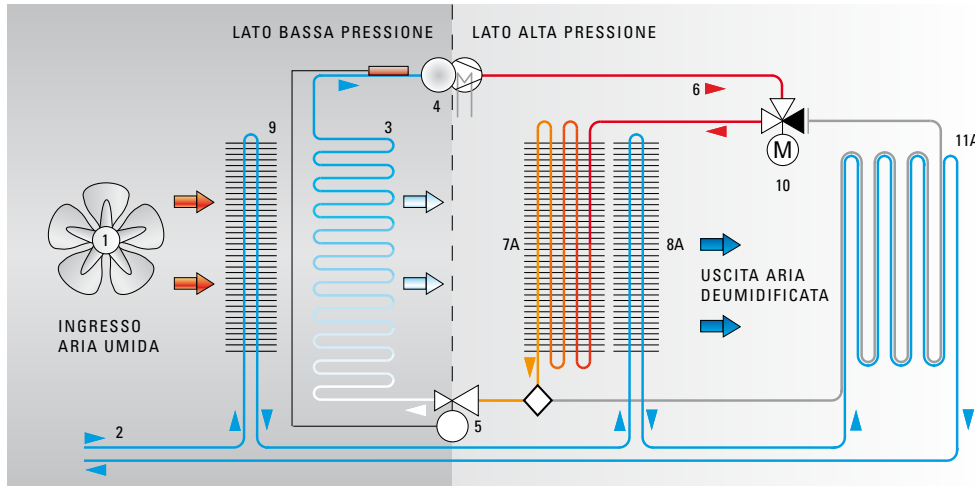 LATO BASSA PRESSIONE
LATO ALTA PRESSIONE
4
6
9
3
11A
M
10
1
7A
8A
USCITA ARIA
DEUMIDIFICATA
INGRESSO
ARIA UMIDA
2
5